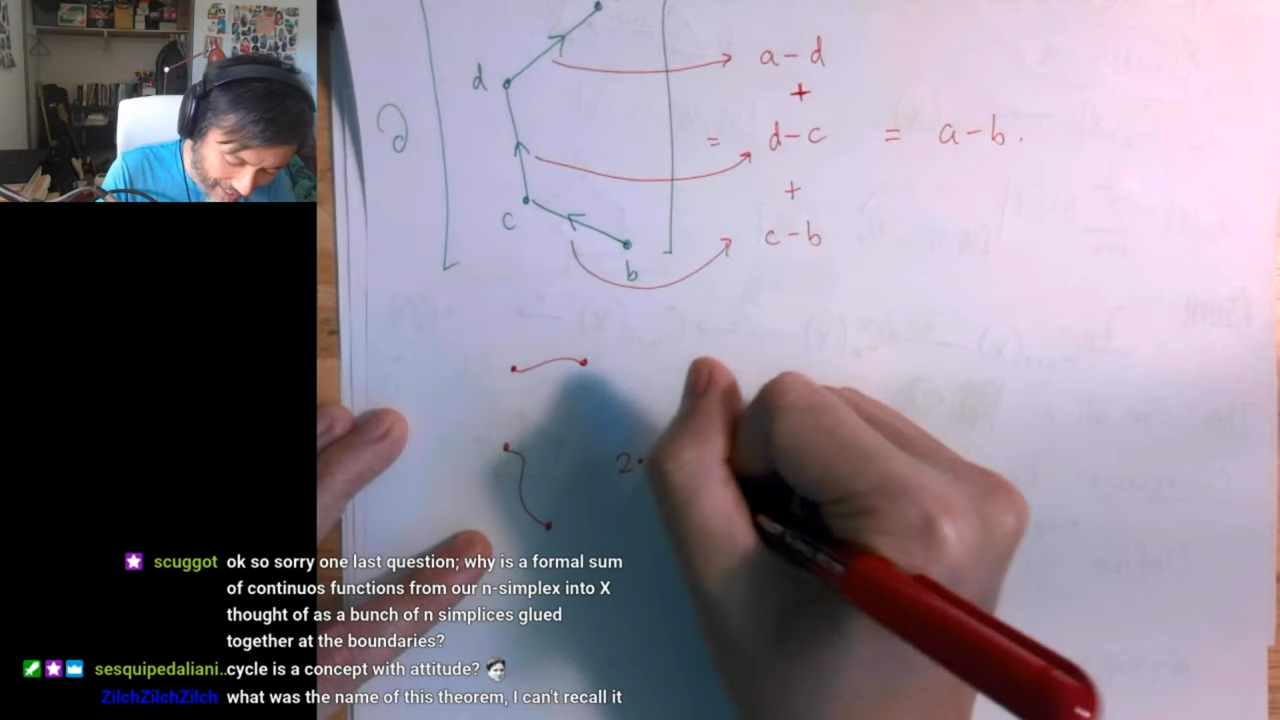 a-d
d
+
∂
= d-c = a-b.
+
c
c-b
b
2.
scuggot ok so sorry one last question; why is a formal sum
of continuos functions from our n-simplex into X
thought of as a bunch of n simplices glued
together at the boundaries?
sesquipedaliani.. cycle is a concept with attitude?
ZilchZilchZilch what was the name of this theorem, I can't recall it